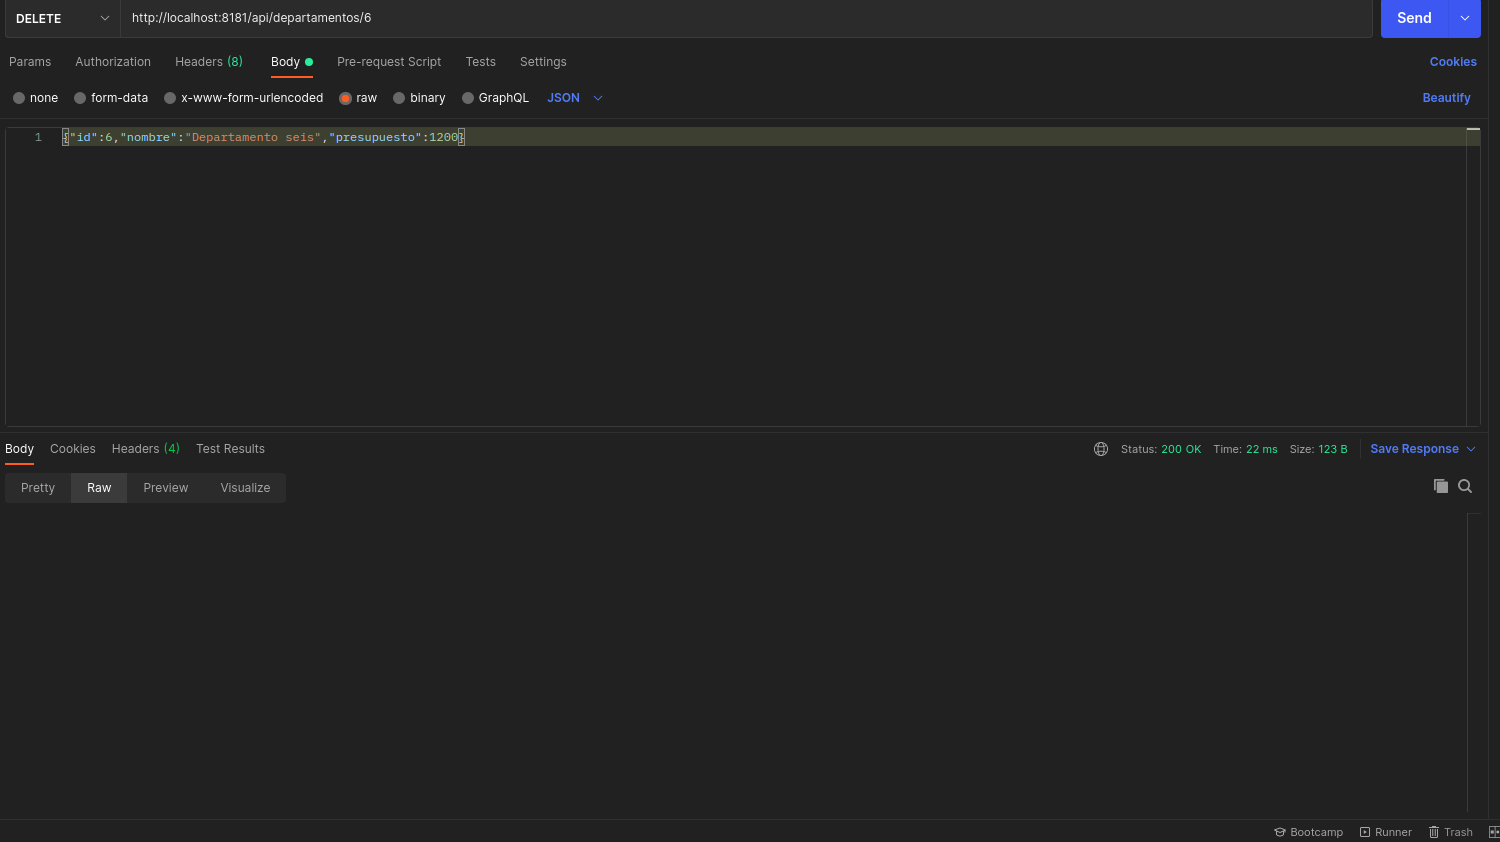 DELETE http://localhost:8181/api/departamentos/6 Send
Params Authorization Headers (8) Body Pre-request Script Tests Settings Cookies
none form-data x-www-form-urlencoded raw binary GraphQL JSON Beautify
1 {"id":6,"nombre":"Departamento seis","presupuesto":1200}
Body Cookies Headers (4) Test Results Status: 200 OK Time: 22 ms Size: 123 B Save Response
Pretty Raw Preview Visualize
Bootcamp Runner Trash